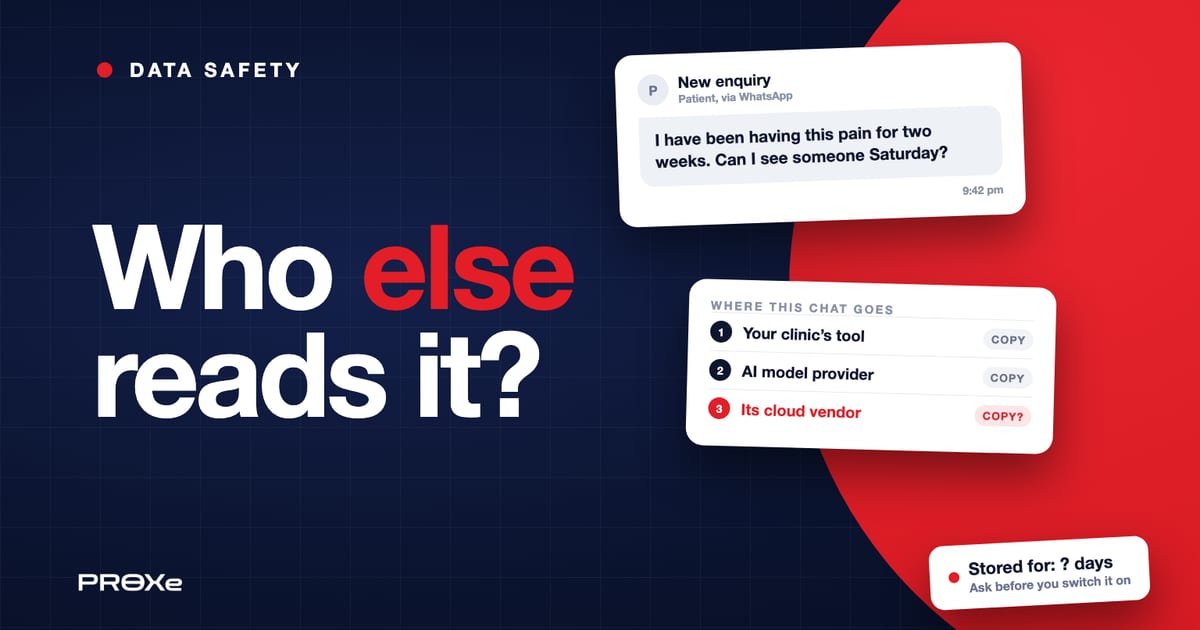 DATA SAFETY
Who else
reads it?
PROXe
P
New enquiry
Patient, via WhatsApp
I have been having this pain for two
weeks. Can I see someone Saturday?
9:42 pm
WHERE THIS CHAT GOES
1 Your clinic’s tool COPY
2 AI model provider COPY
3 Its cloud vendor COPY?
Stored for: ? days
Ask before you switch it on